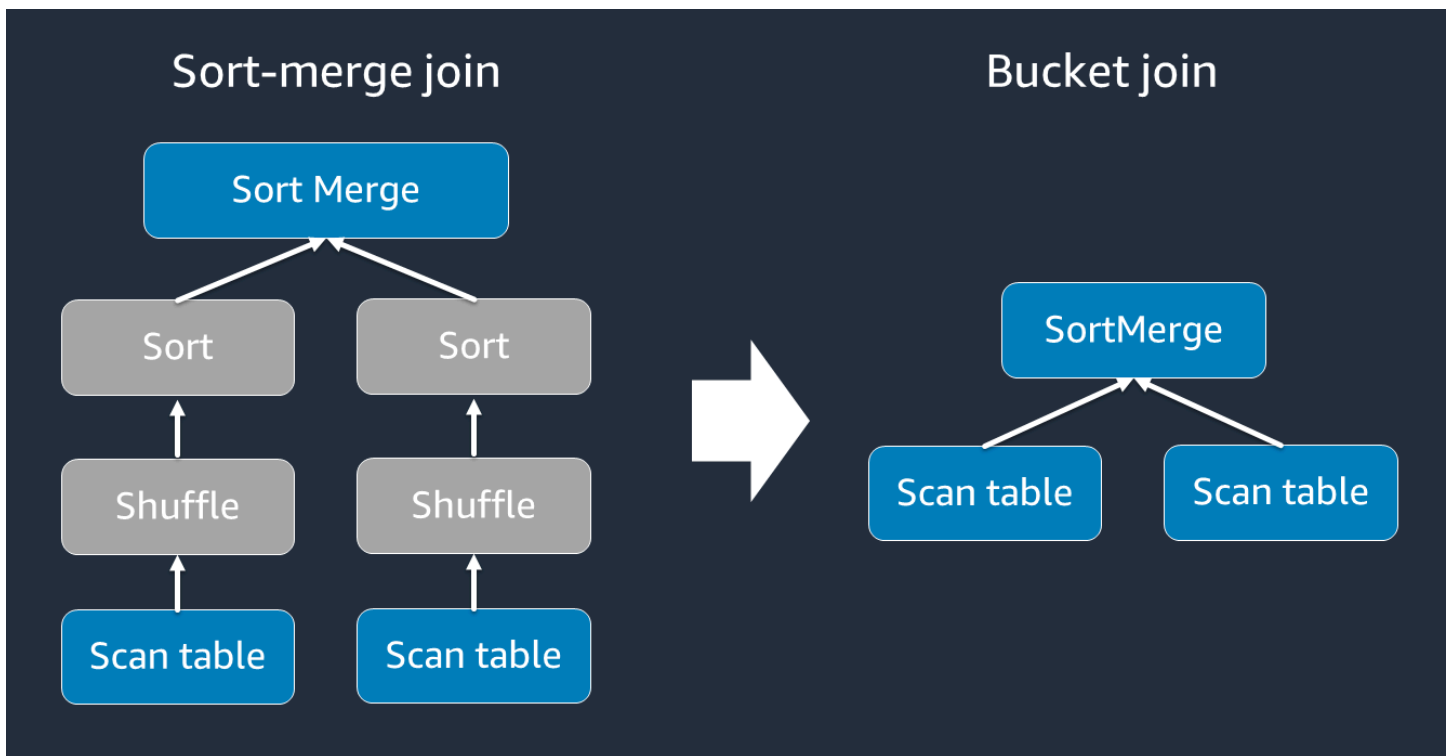 Sort-merge join
Bucket join
Sort Merge
Sort
Sort
SortMerge
Shuffle
Shuffle
Scan table
Scan table
Scan table
Scan table